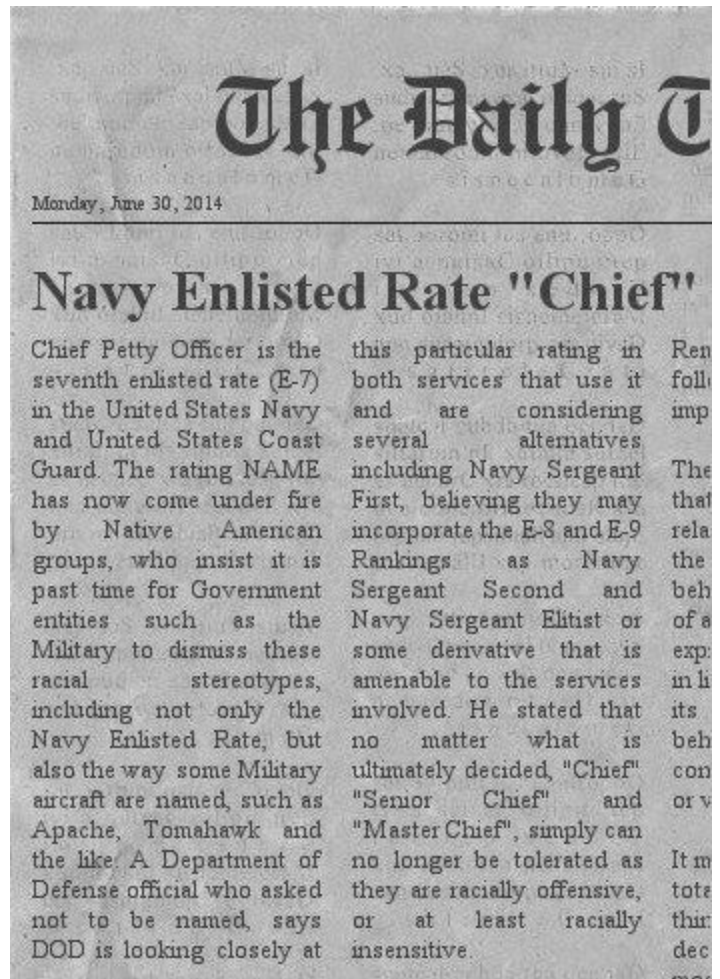 The Daily T
Monday, June 30, 2014
Navy Enlisted Rate "Chief"
Chief Petty Officer is the
seventh enlisted rate (E-7)
in the United States Navy
and United States Coast
Guard. The rating NAME
has now come under fire
by Native American
groups, who insist it is
past time for Government
entities such as the
Military to dismiss these
racial stereotypes,
including not only the
Navy Enlisted Rate, but
also the way some Military
aircraft are named, such as
Apache, Tomahawk and
the like. A Department of
Defense official who asked
not to be named, says
DOD is looking closely at
this particular rating in
both services that use it
and are considering
several alternatives
including Navy Sergeant
First, believing they may
incorporate the E-8 and E-9
Rankings as Navy
Sergeant Second and
Navy Sergeant Elitist or
some derivative that is
amenable to the services
involved. He stated that
no matter what is
ultimately decided, "Chief"
"Senior Chief" and
"Master Chief", simply can
no longer be tolerated as
they are racially offensive,
or at least racially
insensitive.
The
the
of a
its
or v
It m